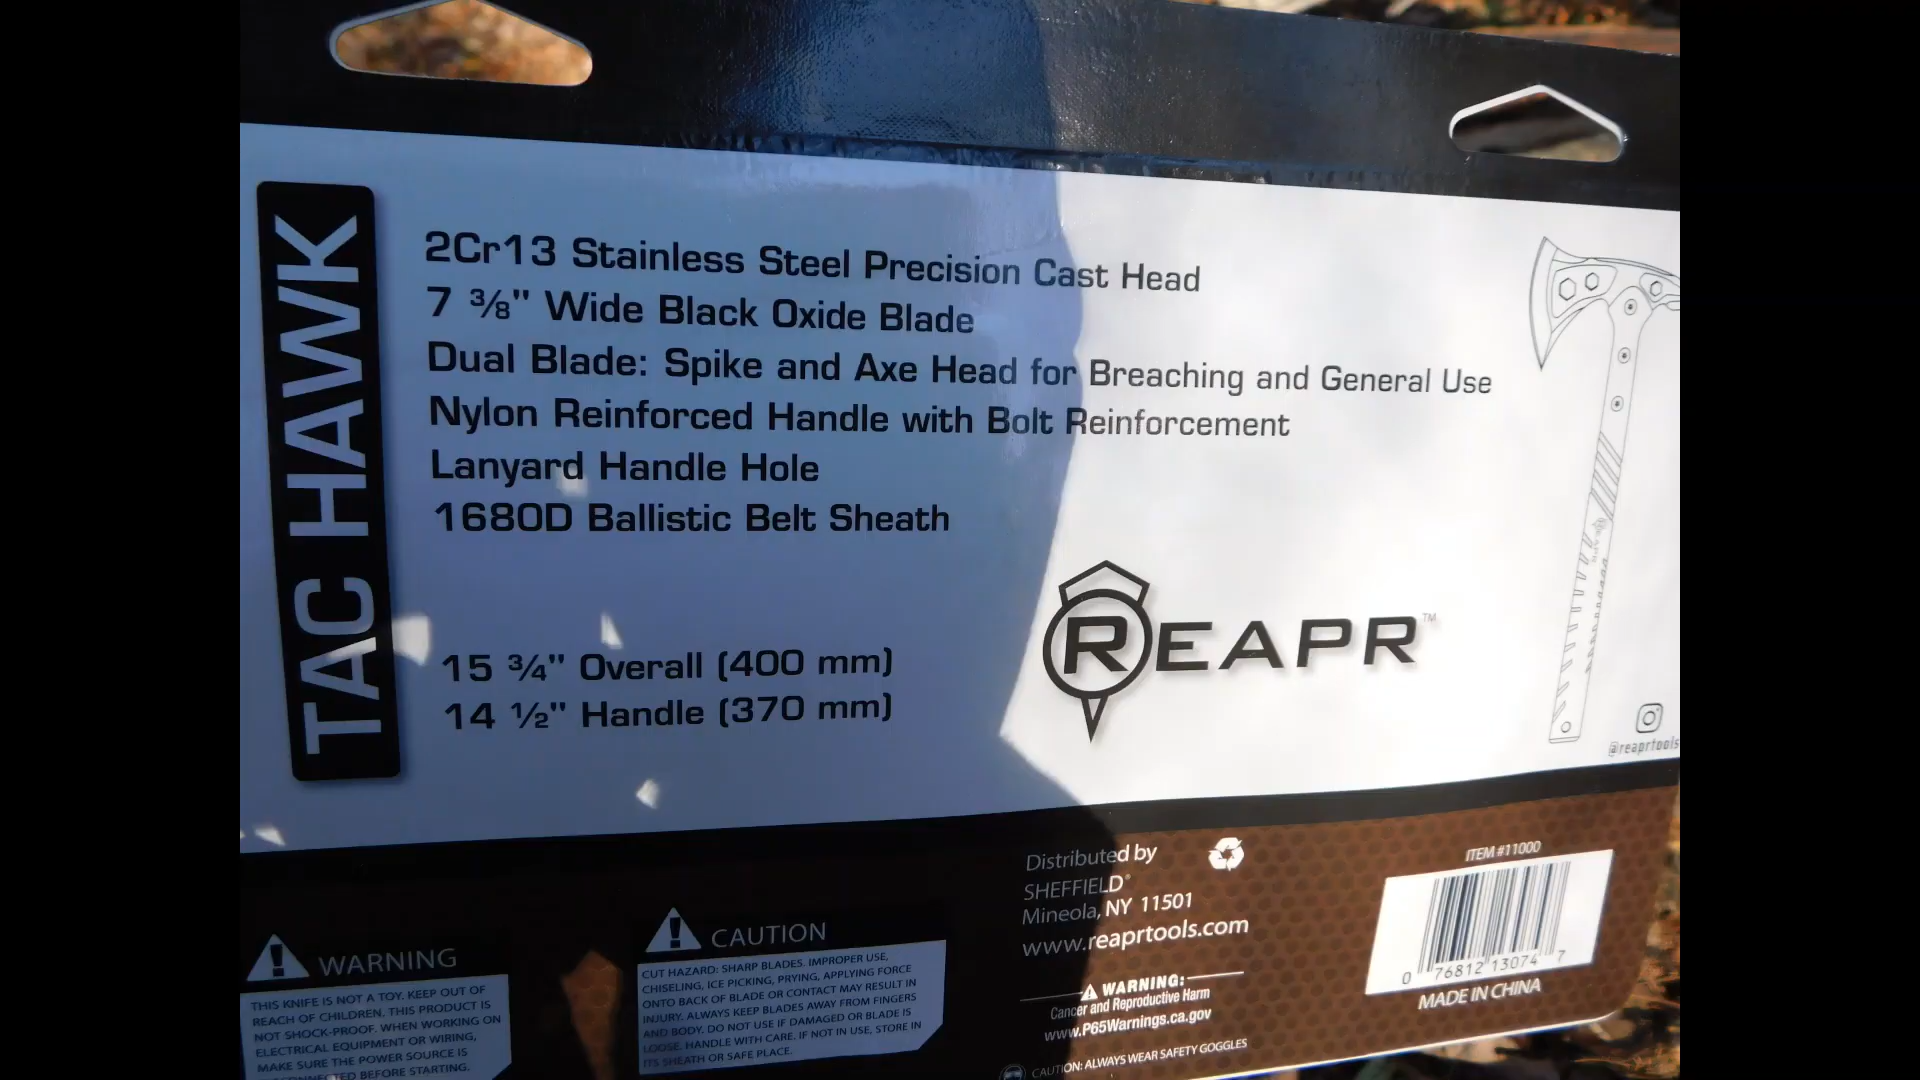 TAC HAWK
2Cr13 Stainless Steel Precision Cast Head
7 3/8" Wide Black Oxide Blade
Dual Blade: Spike and Axe Head for Breaching and General Use
Nylon Reinforced Handle with Bolt Reinforcement
Lanyard Handle Hole
1680D Ballistic Belt Sheath
15 3/4" Overall (400 mm)
14 1/2" Handle (370 mm)
REAPR™
@reaprtools
WARNING
THIS KNIFE IS NOT A TOY. KEEP OUT OF
REACH OF CHILDREN. THIS PRODUCT IS
NOT SHOCK-PROOF. WHEN WORKING ON
ELECTRICAL EQUIPMENT OR WIRING,
MAKE SURE THE POWER SOURCE IS
BEFORE STARTING.
CAUTION
CUT HAZARD: SHARP BLADES. IMPROPER USE,
CHISELING, ICE PICKING, PRYING, APPLYING FORCE
ONTO BACK OF BLADE OR CONTACT MAY RESULT IN
INJURY. ALWAYS KEEP BLADES AWAY FROM FINGERS
AND BODY. DO NOT USE IF DAMAGED OR BLADE IS
LOOSE. HANDLE WITH CARE. IF NOT IN USE, STORE IN
ITS SHEATH OR SAFE PLACE.
Distributed by
SHEFFIELD®
Mineola, NY 11501
www.reaprtools.com
WARNING:
Cancer and Reproductive Harm
www.P65Warnings.ca.gov
CAUTION: ALWAYS WEAR SAFETY GOGGLES
ITEM #11000
0 76812 13074 7
MADE IN CHINA